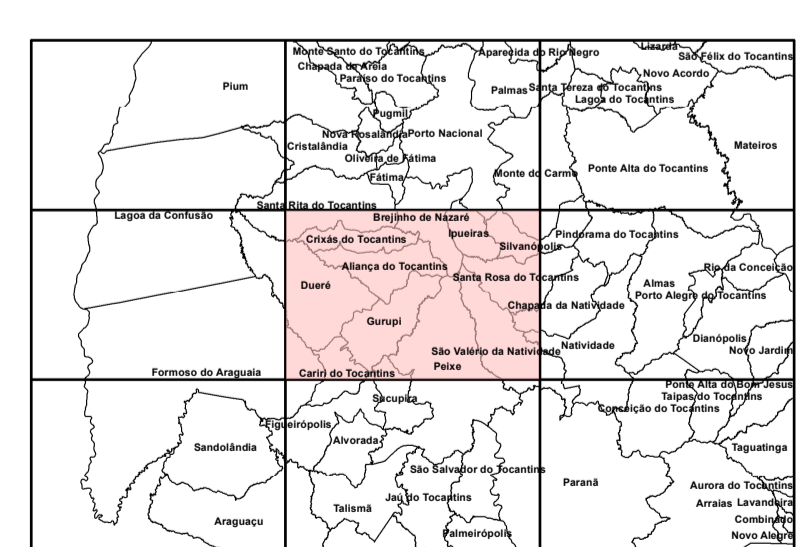 Monte Santo do Tocantins
Aparecida do Rio Negro
Lizarda
São Félix do Tocantins
Chapada de Areia
Paraíso do Tocantins
Novo Acordo
Pium
Palmas
Santa Tereza do Tocantins
Lagoa do Tocantins
Pugmil
Nova Rosalândia
Porto Nacional
Cristalândia
Mateiros
Oliveira de Fátima
Ponte Alta do Tocantins
Fátima
Monte do Carmo
Santa Rita do Tocantins
Lagoa da Confusão
Brejinho de Nazaré
Ipueiras
Pindorama do Tocantins
Crixás do Tocantins
Silvanópolis
Aliança do Tocantins
Rio da Conceição
Santa Rosa do Tocantins
Dueré
Almas
Porto Alegre do Tocantins
Chapada da Natividade
Gurupi
Dianópolis
Natividade
Novo Jardim
São Valério da Natividade
Peixe
Formoso do Araguaia
Cariri do Tocantins
Ponte Alta do Bom Jesus
Taipas do Tocantins
Sucupira
Conceição do Tocantins
Figueirópolis
Alvorada
Sandolândia
Taguatinga
São Salvador do Tocantins
Paranã
Aurora do Tocantins
Jaú do Tocantins
Arraias
Lavandeira
Talismã
Combinado
Araguaçu
Palmeirópolis
Novo Alegre